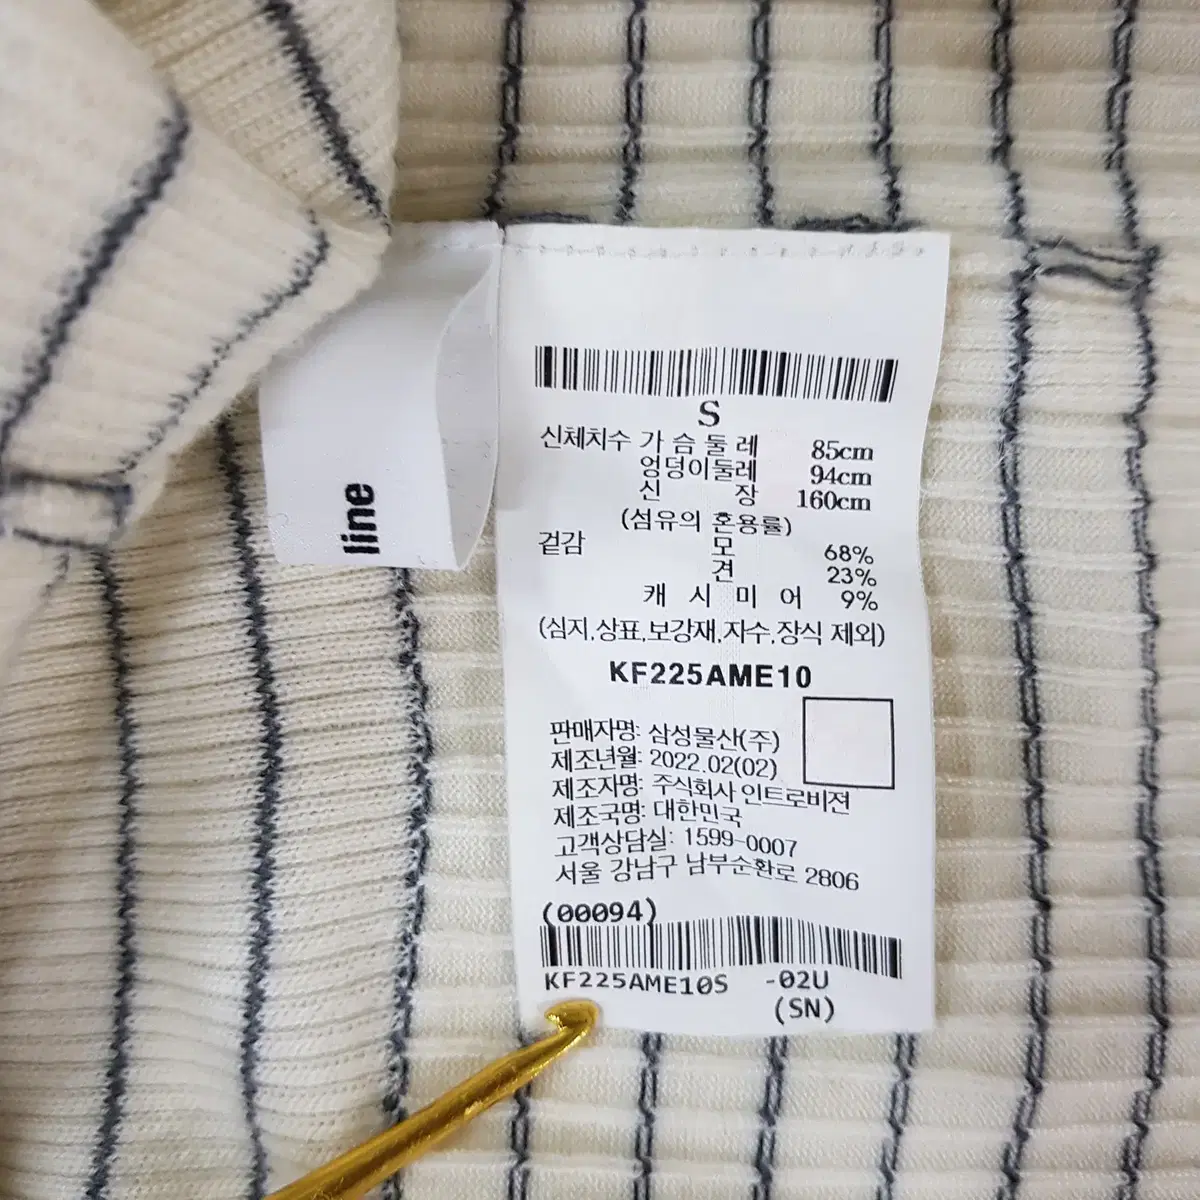 line
S
신체치수 가 슴 둘 레 85cm
엉덩이둘레 94cm
신 장 160cm
(섬유의 혼용률)
겉감 모 68%
견 23%
캐 시 미 어 9%
(심지,상표,보강재,자수,장식 제외)
KF225AME10
판매자명: 삼성물산(주)
제조년월: 2022.02(02)
제조자명: 주식회사 인트로비젼
제조국명: 대한민국
고객상담실: 1599-0007
서울 강남구 남부순환로 2806
(00094)
KF225AME10S -02U
(SN)